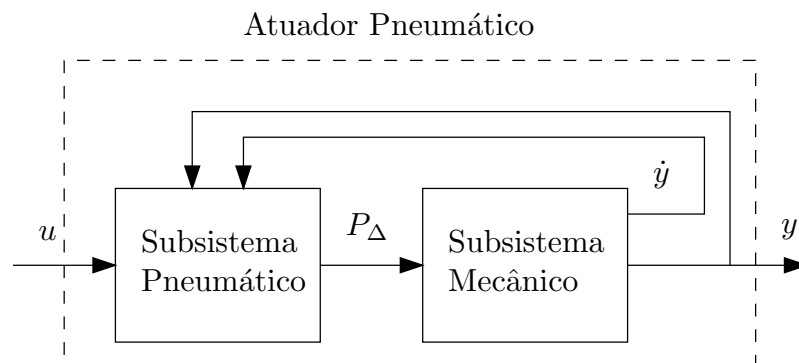 Atuador Pneumático
ẏ
u
P_Δ
y
Subsistema
Pneumático
Subsistema
Mecânico